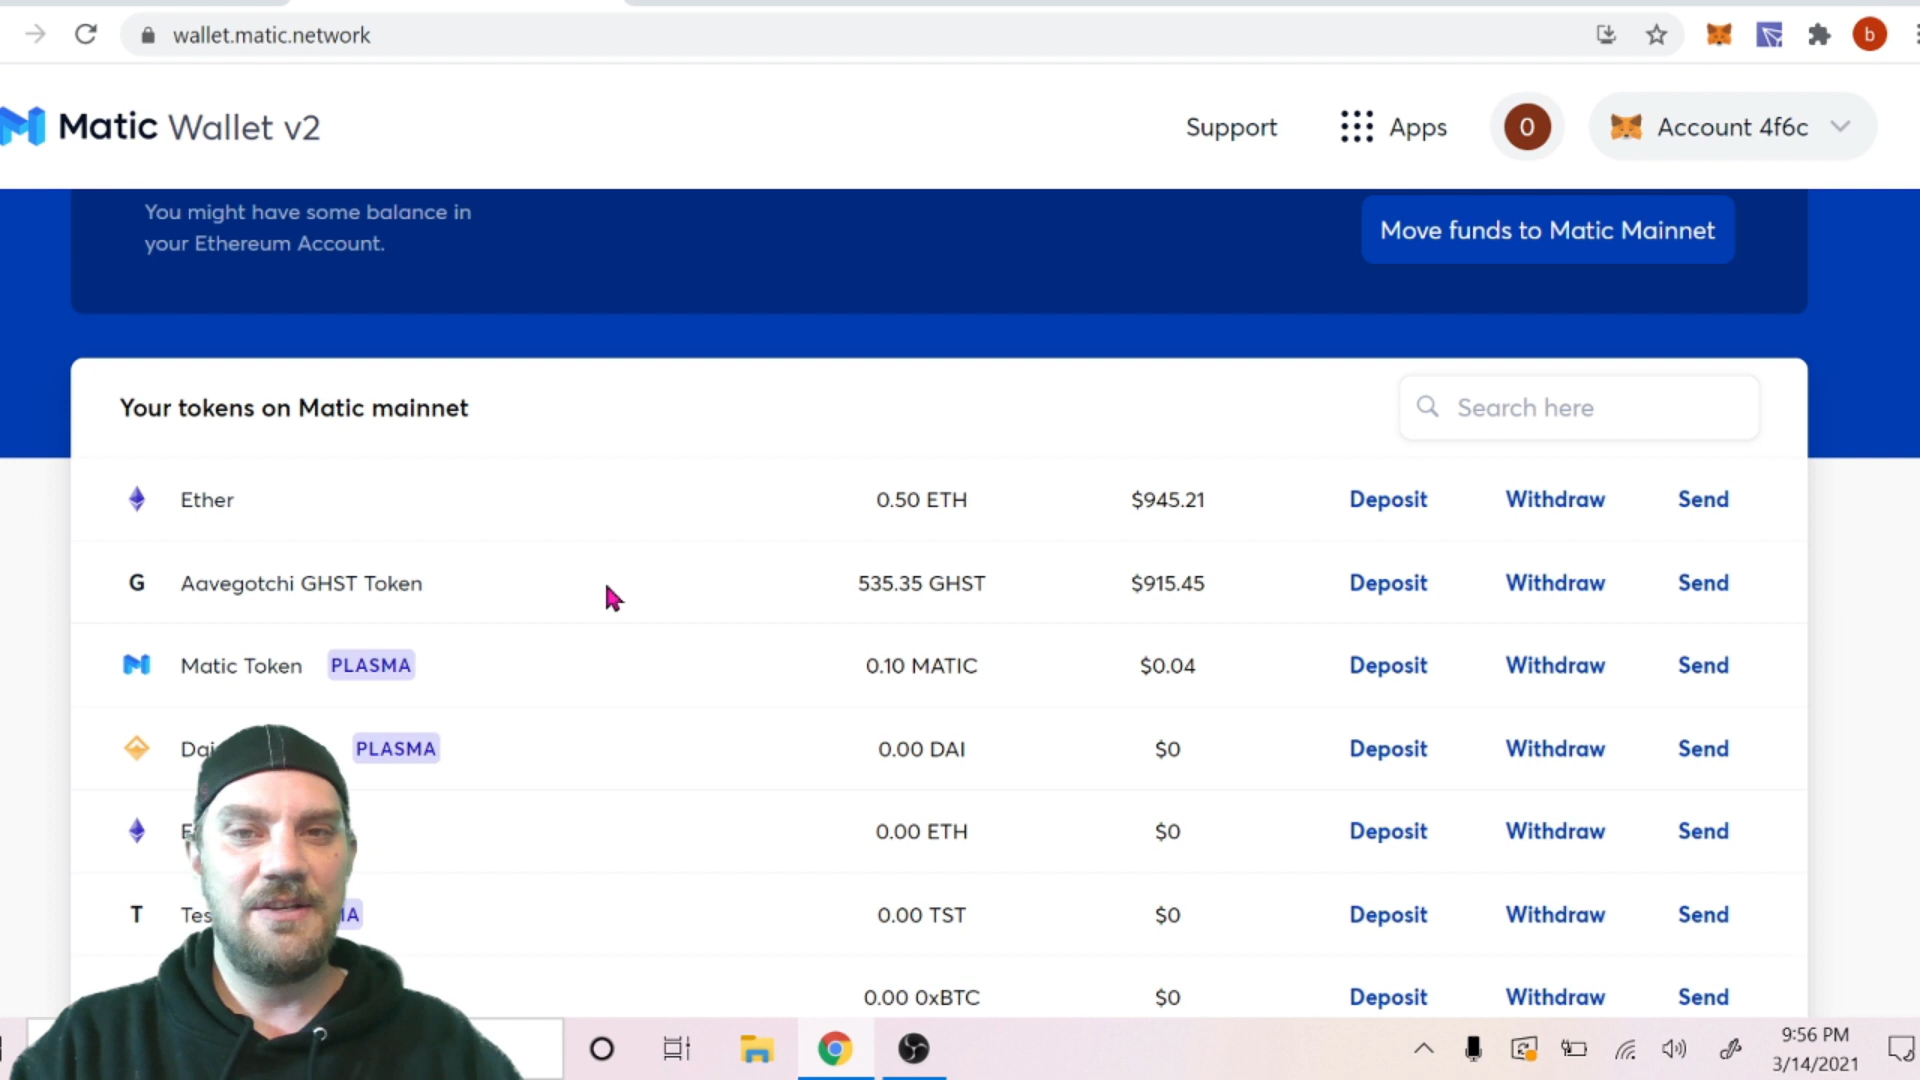 wallet.matic.network
b
Matic Wallet v2
Support
Apps
0
Account 4f6c
You might have some balance in
your Ethereum Account.
Move funds to Matic Mainnet
Your tokens on Matic mainnet
Search here
Ether 0.50 ETH $945.21 Deposit Withdraw Send
G Aavegotchi GHST Token 535.35 GHST $915.45 Deposit Withdraw Send
Matic Token PLASMA 0.10 MATIC $0.04 Deposit Withdraw Send
PLASMA 0.00 DAI $0 Deposit Withdraw Send
0.00 ETH $0 Deposit Withdraw Send
T 0.00 TST $0 Deposit Withdraw Send
0.00 0xBTC $0 Deposit Withdraw Send
9:56 PM
3/14/2021